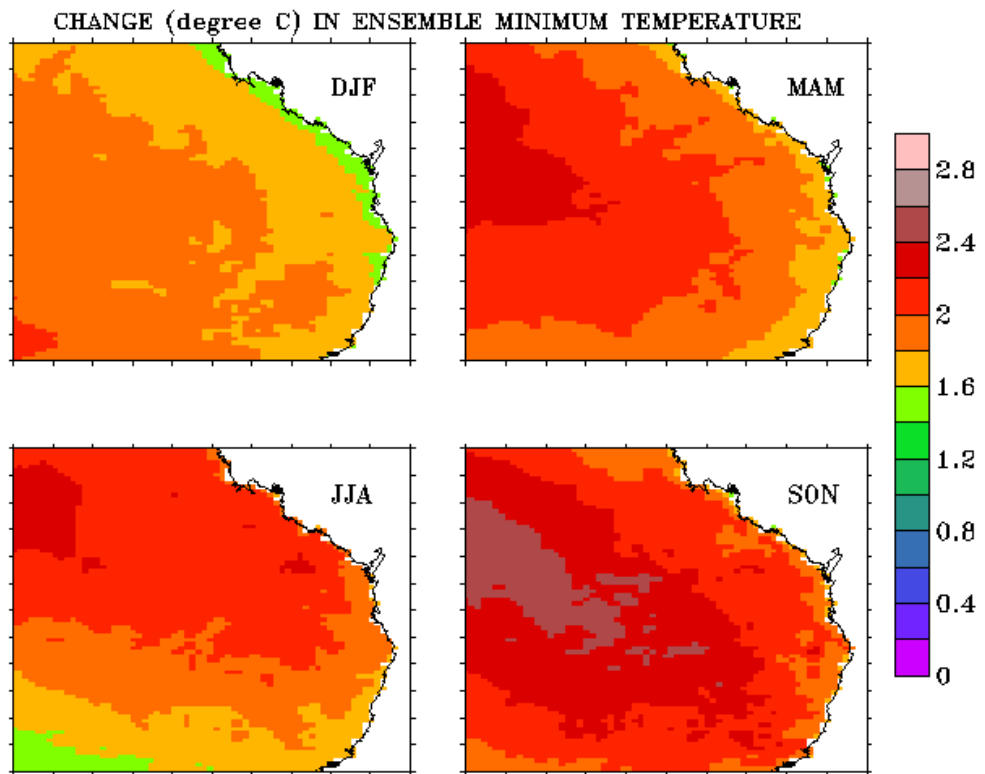 CHANGE (degree C) IN ENSEMBLE MINIMUM TEMPERATURE
DJF
MAM
JJA
SON
2.8
2.4
2
1.6
1.2
0.8
0.4
0